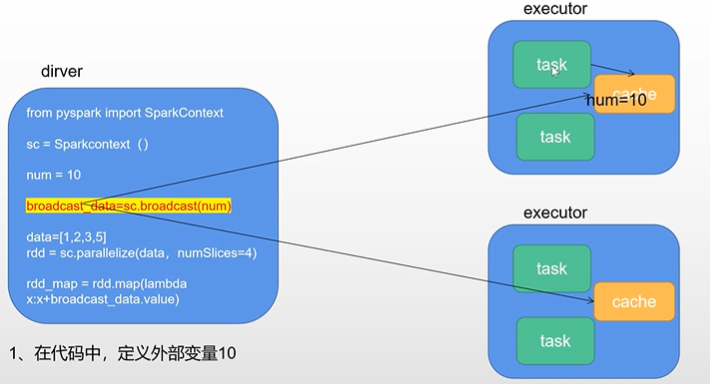 executor
dirver
task
cache
num=10
task
from pyspark import SparkContext
sc = Sparkcontext（）
num = 10
broadcast_data=sc.broadcast(num)
data=[1,2,3,5]
rdd = sc.parallelize(data，numSlices=4)
rdd_map = rdd.map(lambda
x:x+broadcast_data.value)
executor
task
cache
task
1、在代码中，定义外部变量10